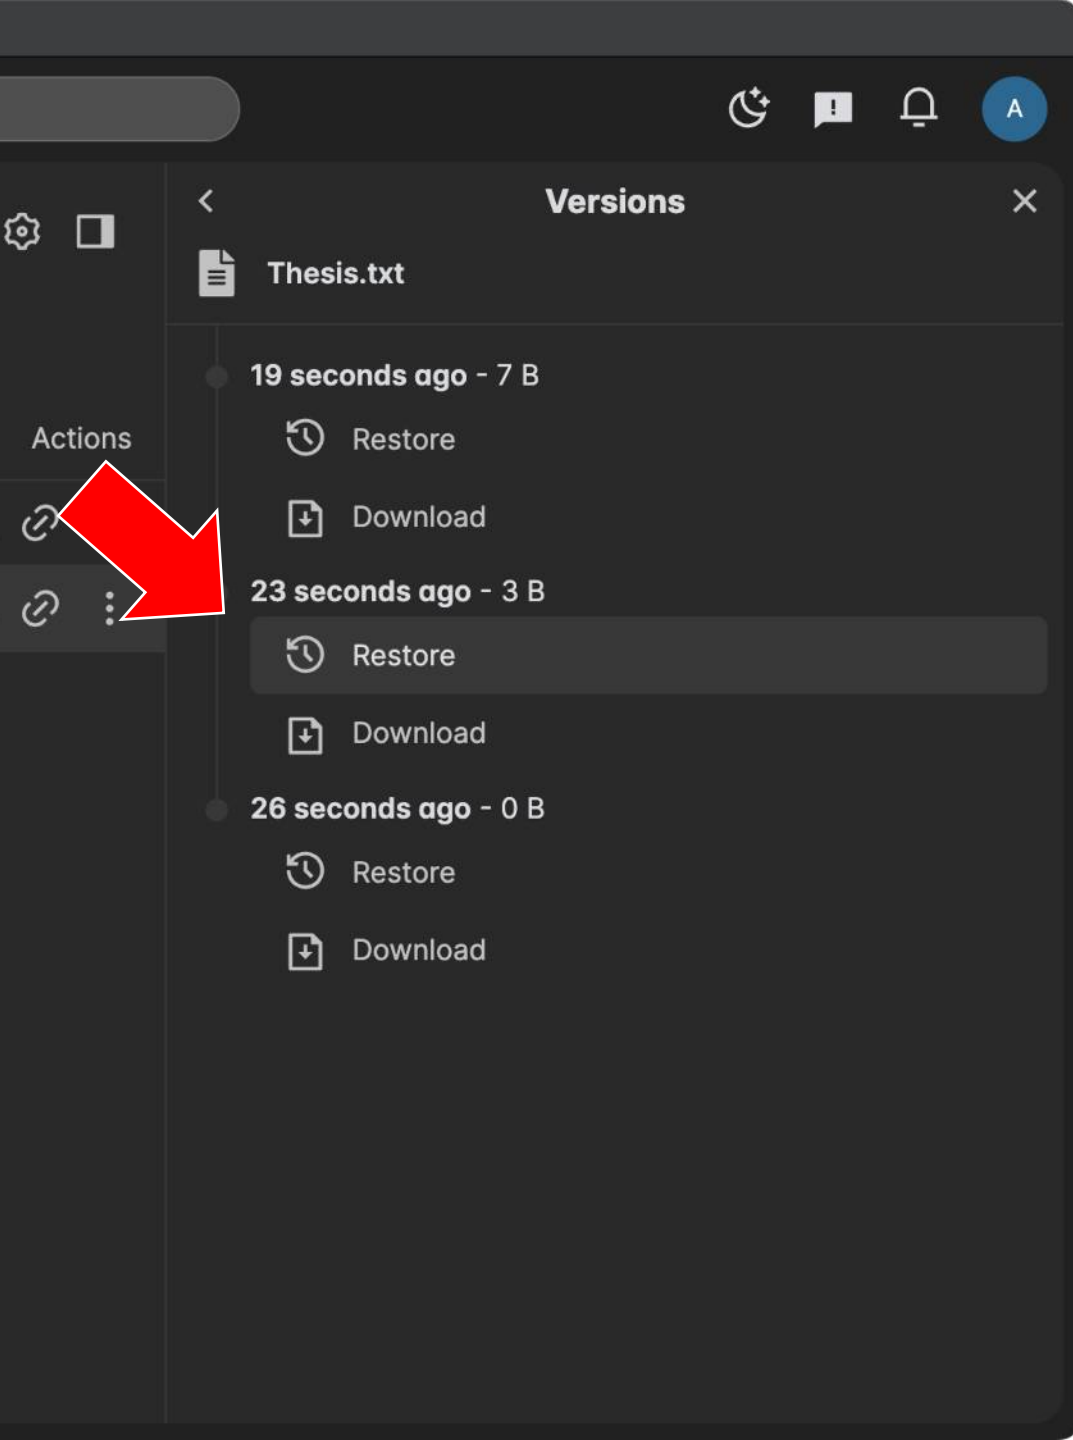 A
Versions
Thesis.txt
19 seconds ago - 7 B
Actions
Restore
Download
23 seconds ago - 3 B
Restore
Download
26 seconds ago - 0 B
Restore
Download